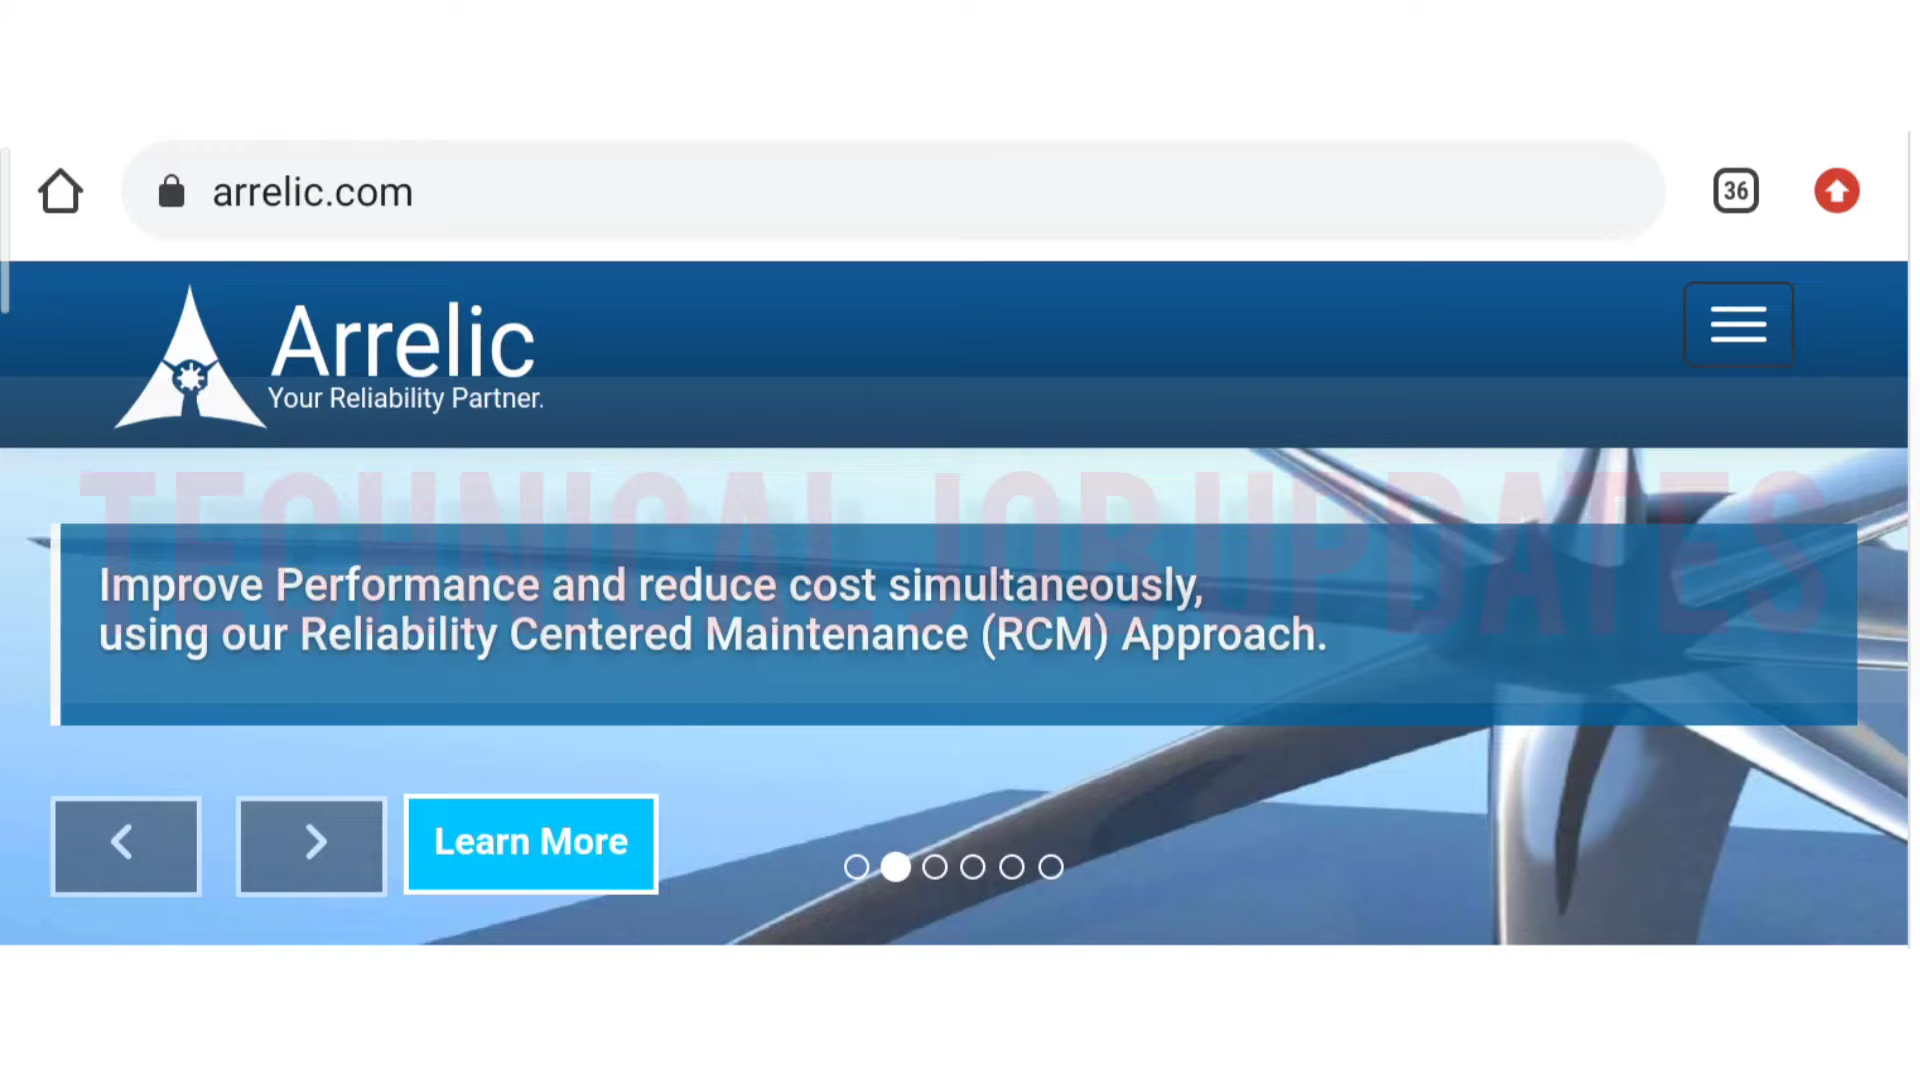 arrelic.com
36
Arrelic
Your Reliability Partner.
TECHNICAL JOB UPDATES
Improve Performance and reduce cost simultaneously,
using our Reliability Centered Maintenance (RCM) Approach.
Learn More